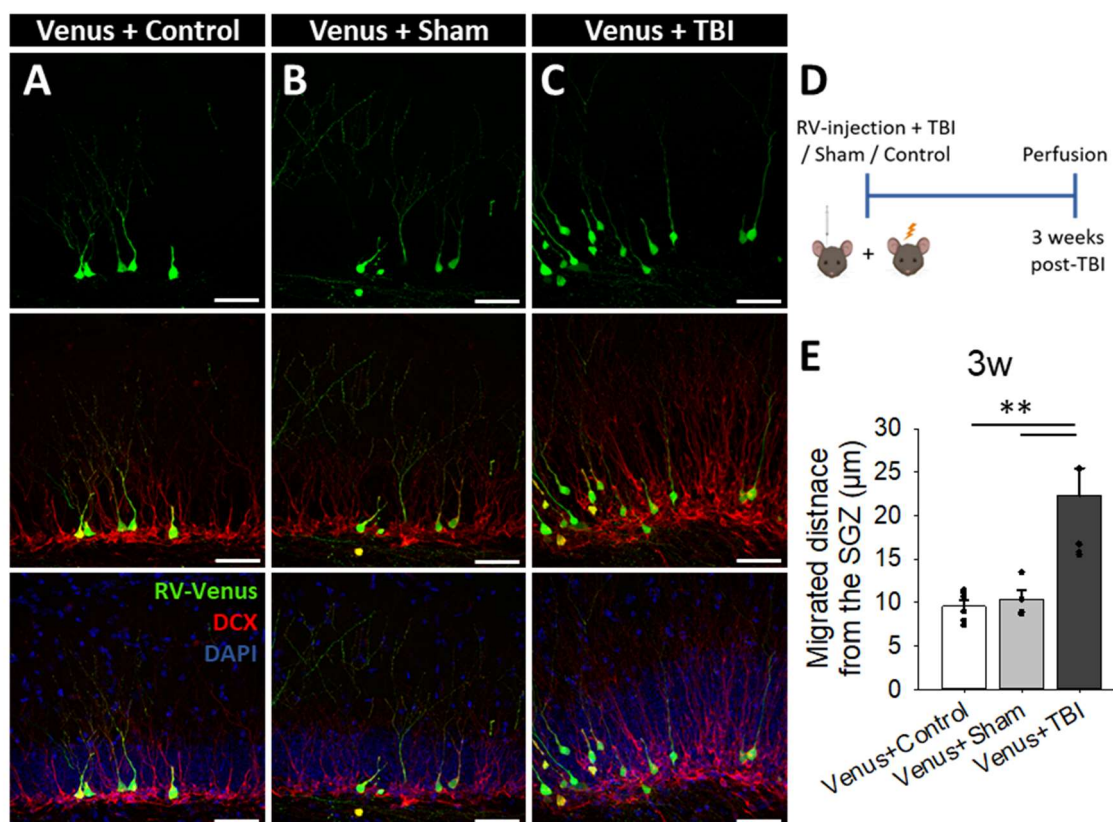 Venus + Control
Venus + Sham
Venus + TBI
A
B
C
RV-Venus
DCX
DAPI
D
RV-injection + TBI
/ Sham / Control
Perfusion
+
3 weeks
post-TBI
E
3w
**
Migrated distnace
from the SGZ (µm)
30
25
20
15
10
5
0
Venus+Control
Venus+Sham
Venus+TBI